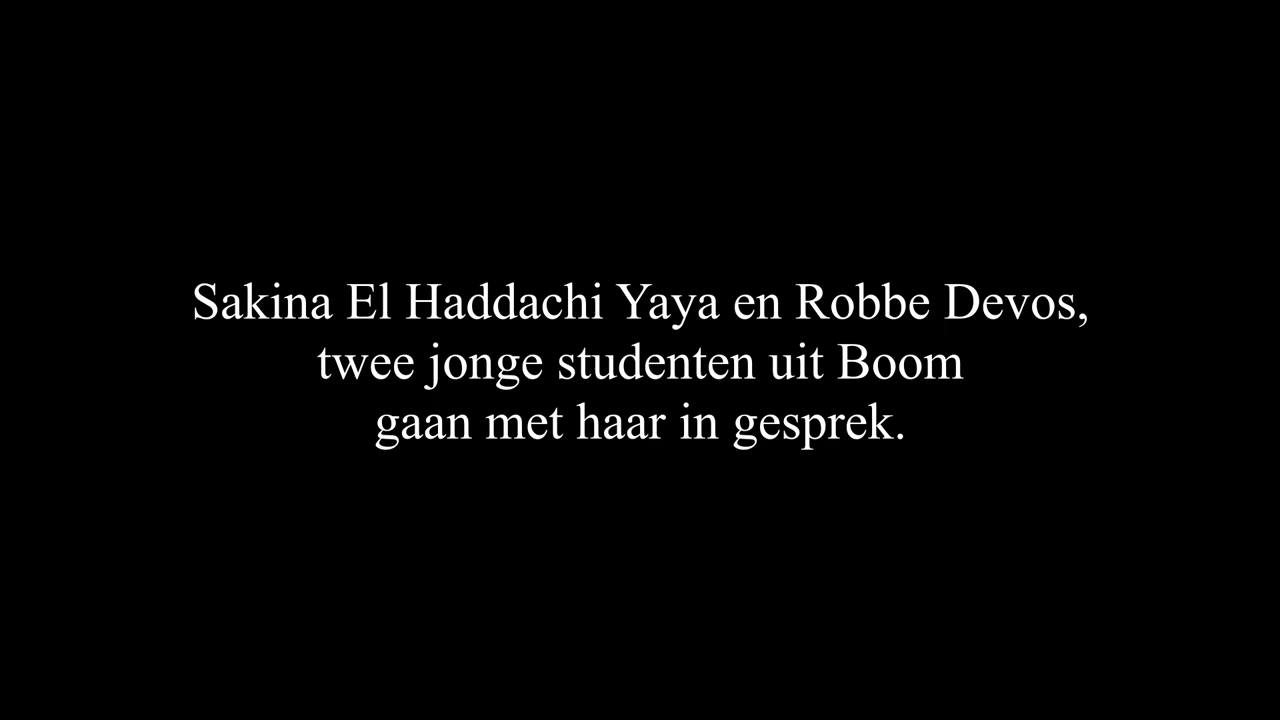 Sakina El Haddachi Yaya en Robbe Devos,
twee jonge studenten uit Boom
gaan met haar in gesprek.